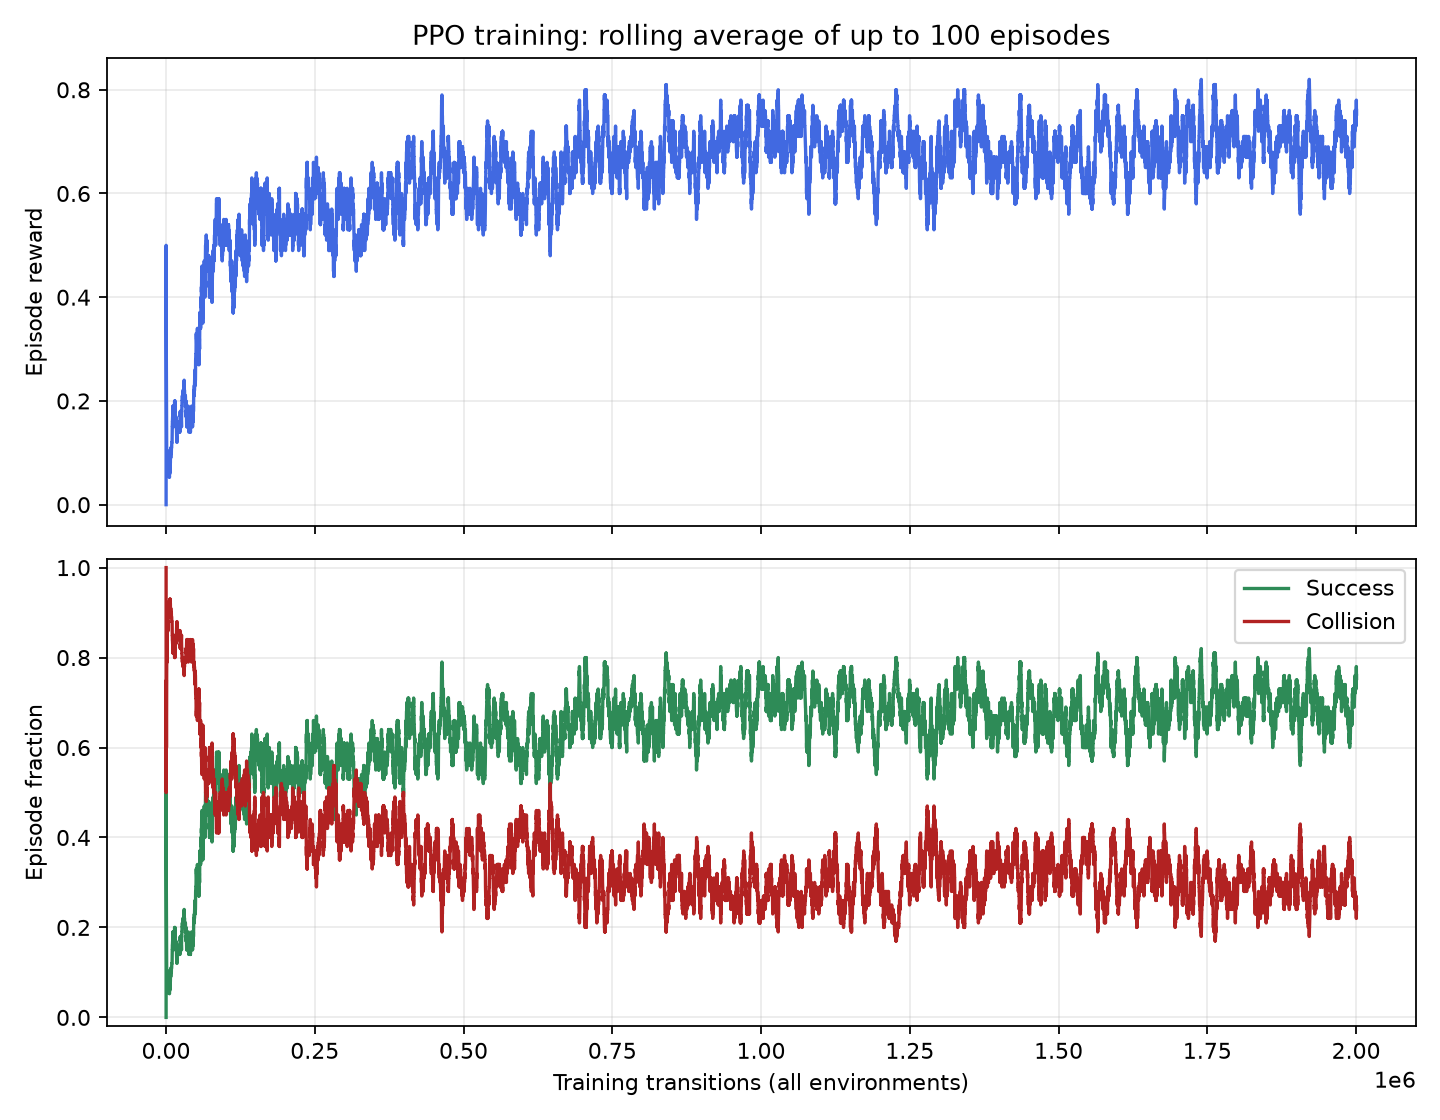 PPO training: rolling average of up to 100 episodes
Episode reward
0.8
0.6
0.4
0.2
0.0
Episode fraction
1.0
0.8
0.6
0.4
0.2
0.0
Success
Collision
0.00 0.25 0.50 0.75 1.00 1.25 1.50 1.75 2.00
1e6
Training transitions (all environments)